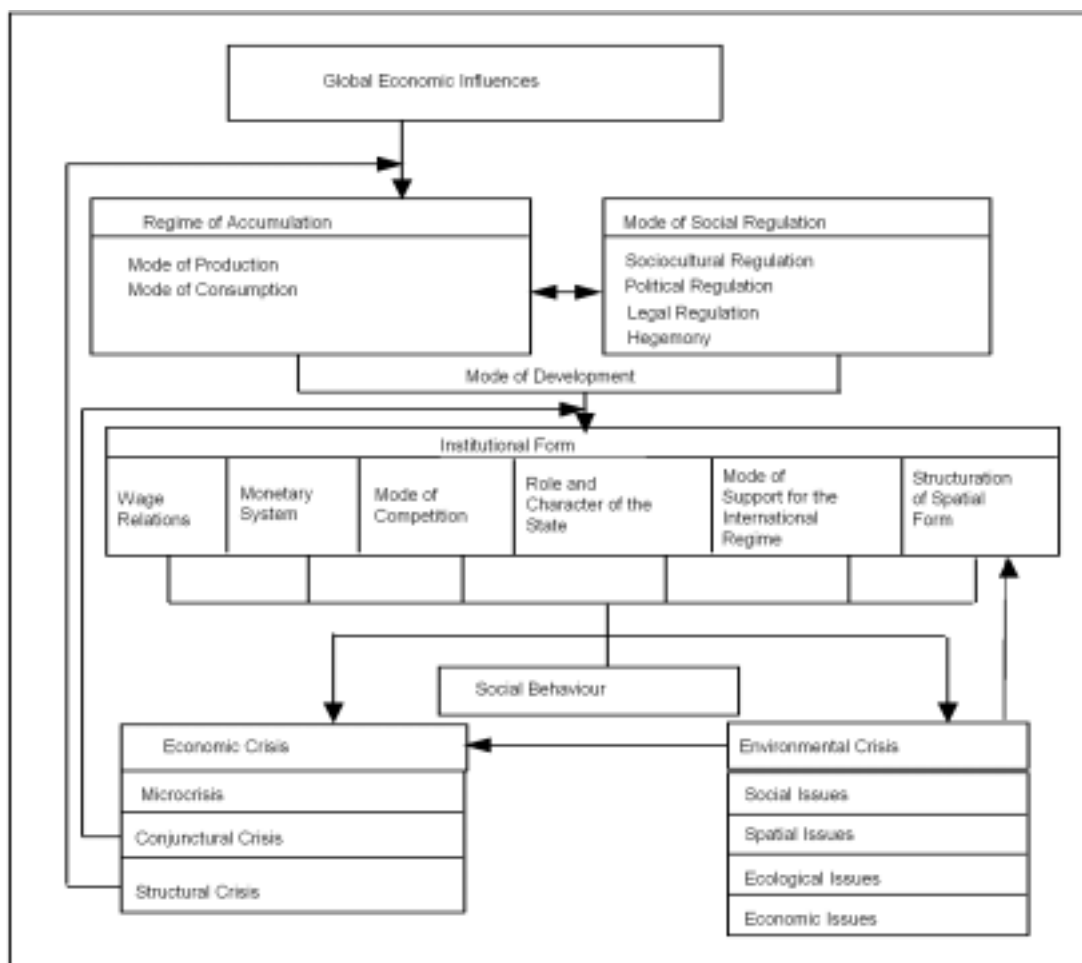 Global Economic Influences
Regime of Accumulation
Mode of Production
Mode of Consumption
Mode of Social Regulation
Sociocultural Regulation
Political Regulation
Legal Regulation
Hegemony
Mode of Development
Institutional Form
Wage
Relations
Monetary
System
Mode of
Competition
Role and
Character of the
State
Mode of
Support for the
International
Regime
Structuration
of Spatial
Form
Social Behaviour
Economic Crisis
Microcrisis
Conjunctural Crisis
Structural Crisis
Environmental Crisis
Social Issues
Spatial Issues
Ecological Issues
Economic Issues